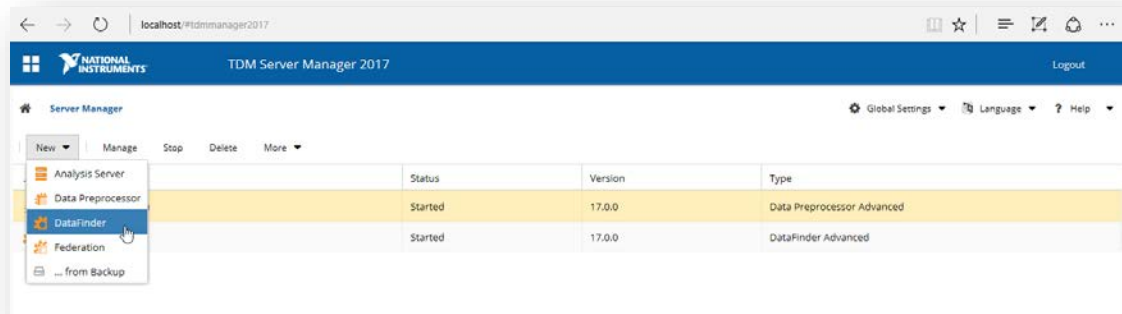 localhost/#tdmmanager2017
NATIONAL INSTRUMENTS
TDM Server Manager 2017
Logout
Server Manager
Global Settings
Language
? Help
New
Manage
Stop
Delete
More
Analysis Server
Data Preprocessor
DataFinder
Federation
... from Backup
Status
Version
Type
Started
17.0.0
Data Preprocessor Advanced
Started
17.0.0
DataFinder Advanced